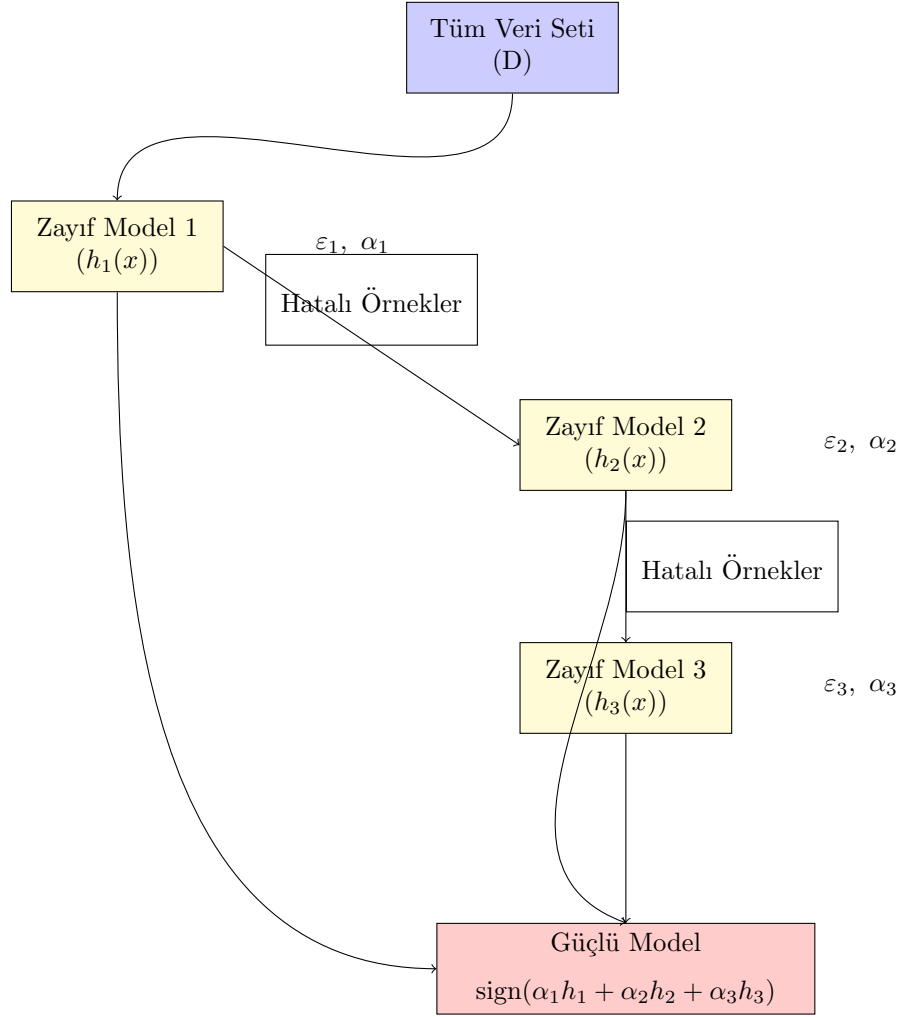 Tüm Veri Seti
(D)
Zayıf Model 1
(h₁(x))
ε₁, α₁
Hatalı Örnekler
Zayıf Model 2
(h₂(x))
ε₂, α₂
Hatalı Örnekler
Zayıf Model 3
(h₃(x))
ε₃, α₃
Güçlü Model
sign(α₁h₁ + α₂h₂ + α₃h₃)